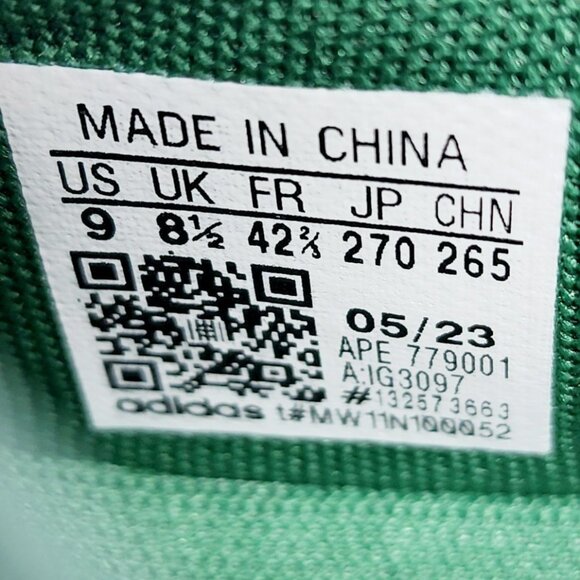 MADE IN CHINA
US UK FR JP CHN
9 8½ 42⅔ 270 265
05/23
APE 779001
A:IG3097
#132573663
adidas t#MW11N100052